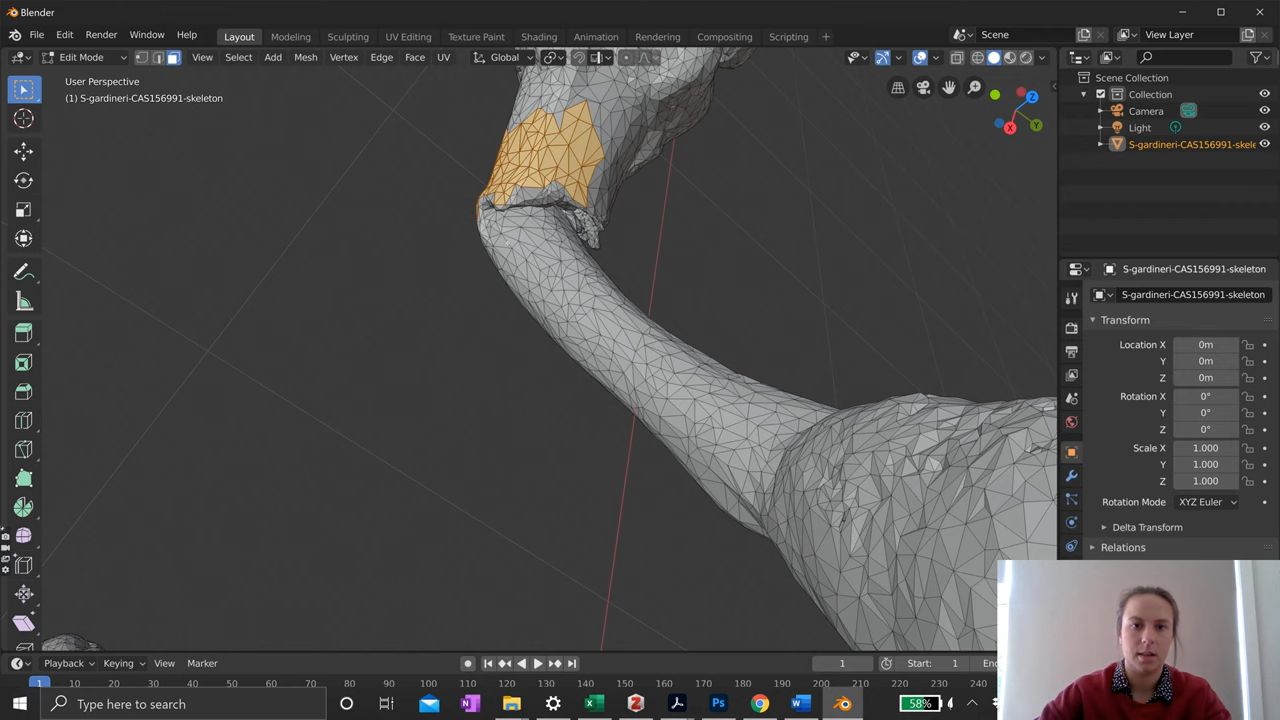 Blender
File Edit Render Window Help Layout Modeling Sculpting UV Editing Texture Paint Shading Animation Rendering Compositing Scripting + Scene View Layer
Edit Mode View Select Add Mesh Vertex Edge Face UV Global
User Perspective
(1) S-gardineri-CAS156991-skeleton
Z
X
Y
Scene Collection
Collection
Camera
Light
S-gardineri-CAS156991-skele
S-gardineri-CAS156991-skeleton
S-gardineri-CAS156991-skeleton
Transform
Location X 0m
Y 0m
Z 0m
Rotation X 0°
Y 0°
Z 0°
Scale X 1.000
Y 1.000
Z 1.000
Rotation Mode XYZ Euler
Delta Transform
Relations
Playback Keying View Marker 1 Start: 1 En
1 10 20 30 40 50 60 70 80 90 100 110 120 130 140 150 160 170 180 190 200 210 220 230 240
Type here to search 58%